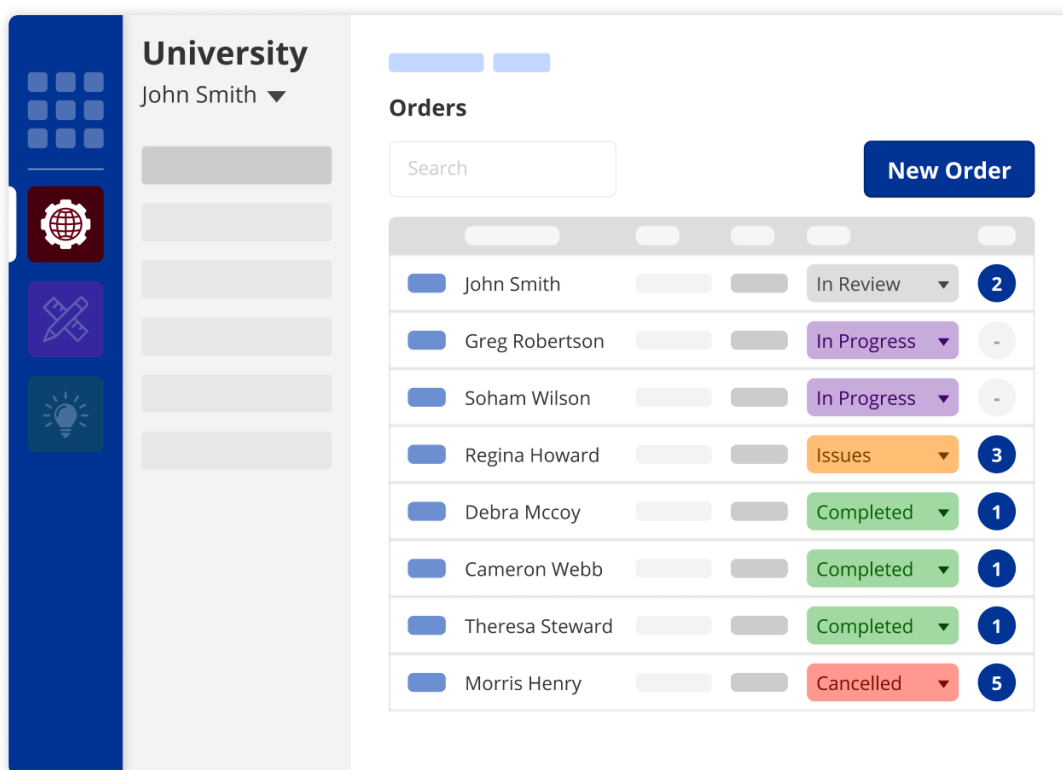 University
John Smith
Orders
Search
New Order
John Smith In Review 2
Greg Robertson In Progress -
Soham Wilson In Progress -
Regina Howard Issues 3
Debra Mccoy Completed 1
Cameron Webb Completed 1
Theresa Steward Completed 1
Morris Henry Cancelled 5